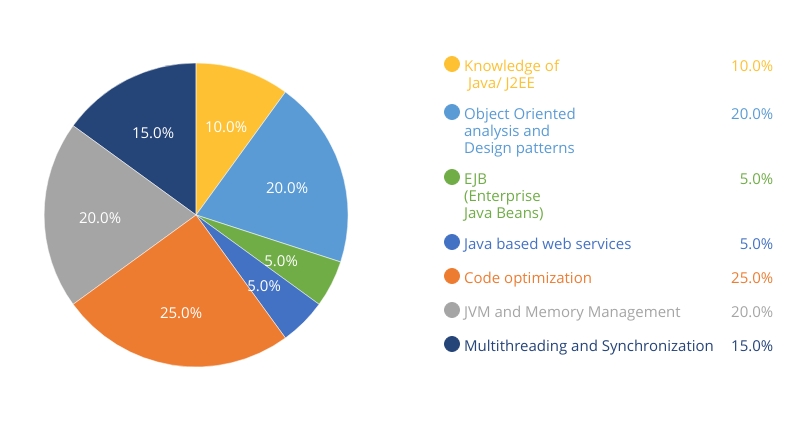 10.0%
20.0%
5.0%
5.0%
25.0%
20.0%
15.0%
Knowledge of 10.0%
Java/ J2EE
Object Oriented 20.0%
analysis and
Design patterns
EJB 5.0%
(Enterprise
Java Beans)
Java based web services 5.0%
Code optimization 25.0%
JVM and Memory Management 20.0%
Multithreading and Synchronization 15.0%